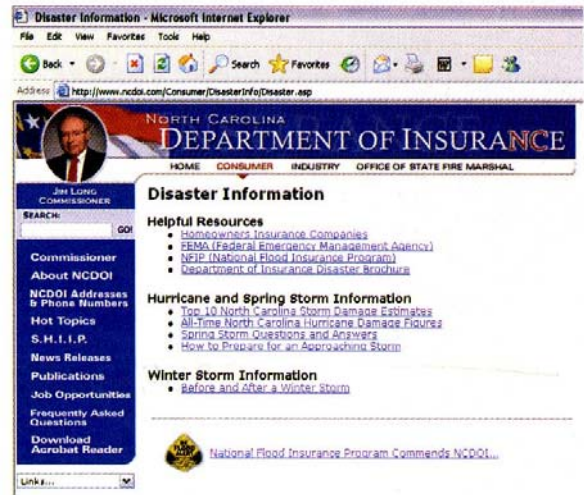 Disaster Information - Microsoft Internet Explorer
File Edit View Favorites Tools Help
Back Search Favorites
Address http://www.ncdoi.com/Consumer/DisasterInfo/Disaster.asp
NORTH CAROLINA
DEPARTMENT OF INSURANCE
HOME CONSUMER INDUSTRY OFFICE OF STATE FIRE MARSHAL
JIM LONG
COMMISSIONER
SEARCH:
GO!
Commissioner
About NCDOI
NCDOI Addresses
& Phone Numbers
Hot Topics
S.H.I.I.P.
News Releases
Publications
Job Opportunities
Frequently Asked
Questions
Download
Acrobat Reader
Links...
Disaster Information
Helpful Resources
• Homeowners Insurance Companies
• FEMA (Federal Emergency Management Agency)
• NFIP (National Flood Insurance Program)
• Department of Insurance Disaster Brochure
Hurricane and Spring Storm Information
• Top 10 North Carolina Storm Damage Estimates
• All-Time North Carolina Hurricane Damage Figures
• Spring Storm Questions and Answers
• How to Prepare for an Approaching Storm
Winter Storm Information
• Before and After a Winter Storm
National Flood Insurance Program Commends NCDOI...